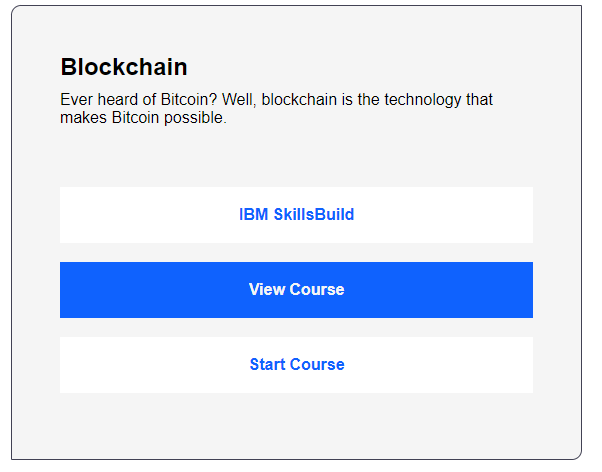 Blockchain
Ever heard of Bitcoin? Well, blockchain is the technology that
makes Bitcoin possible.
IBM SkillsBuild
View Course
Start Course